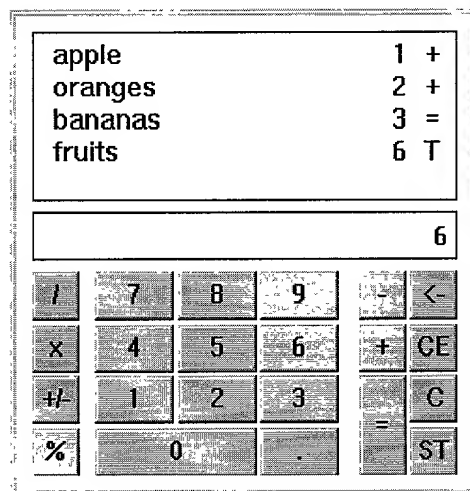 apple 1 +
oranges 2 +
bananas 3 =
fruits 6 T
6
/ 7 8 9 - <-
x 4 5 6 + CE
+/- 1 2 3 = C
% 0 . ST